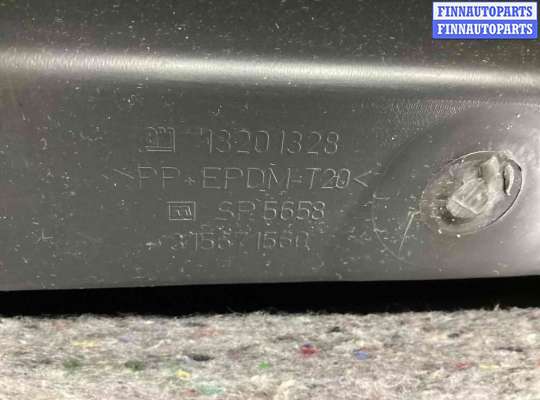 FINNAUTOPARTS
FINNAUTOPARTS
13201328
>PP+EPDM-T20<
SP5658